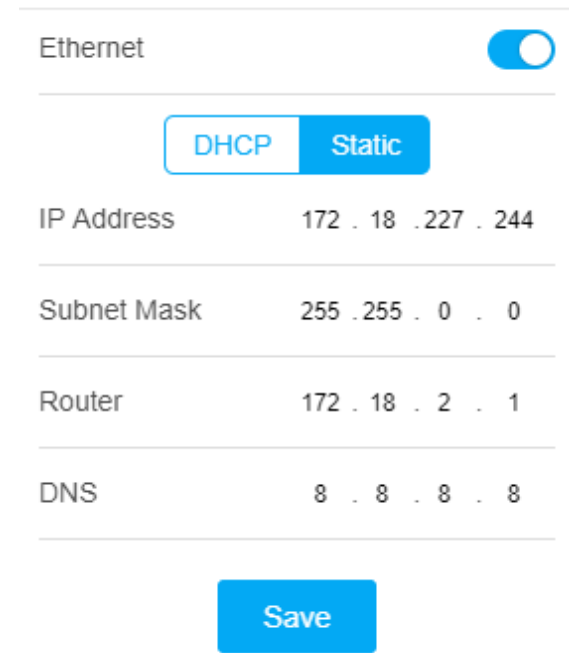 Ethernet
DHCP Static
IP Address 172 . 18 . 227 . 244
Subnet Mask 255 . 255 . 0 . 0
Router 172 . 18 . 2 . 1
DNS 8 . 8 . 8 . 8
Save